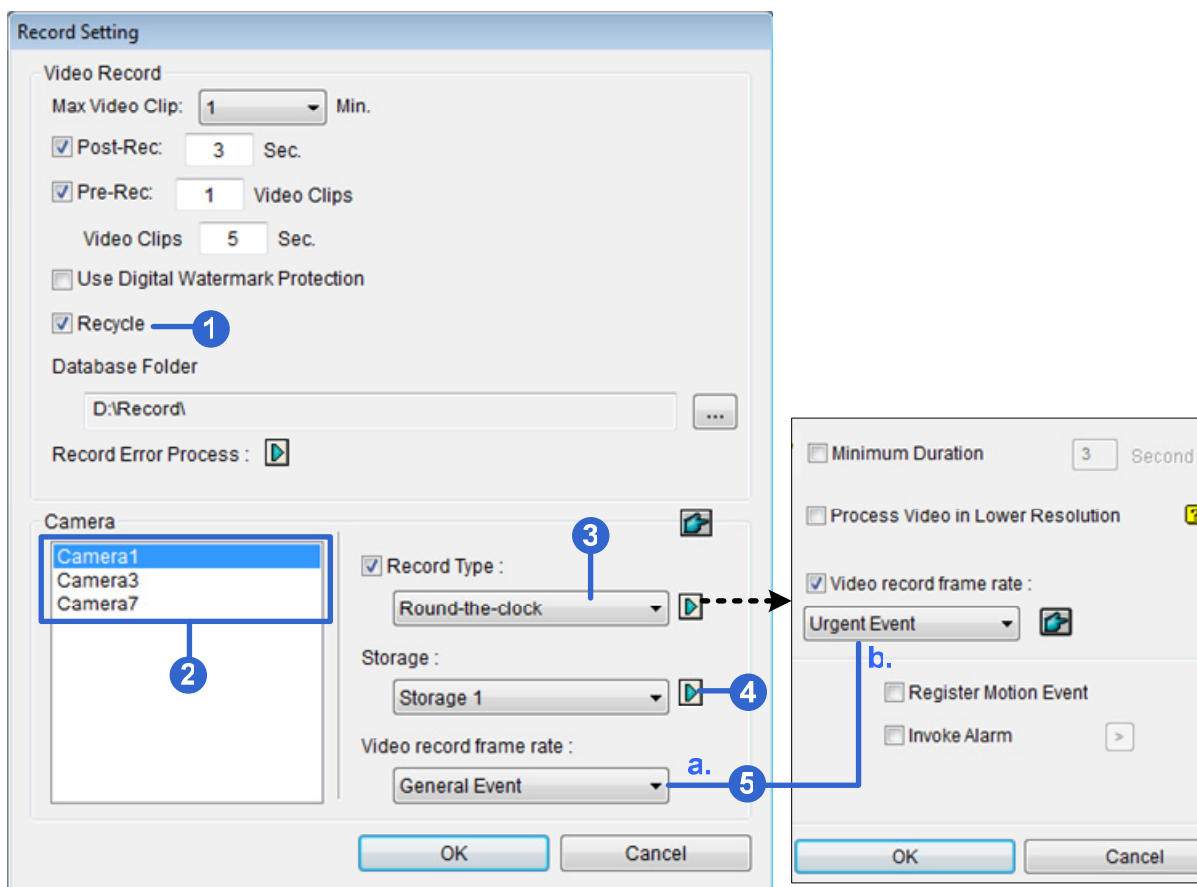 Record Setting
Video Record
Max Video Clip: 1 Min.
Post-Rec: 3 Sec.
Pre-Rec: 1 Video Clips
Video Clips 5 Sec.
Use Digital Watermark Protection
Recycle 1
Database Folder
D:\Record\ ...
Record Error Process :
Camera
Camera1
Camera3
Camera7
2
3
Record Type :
Round-the-clock
Storage :
Storage 1 4
Video record frame rate :
General Event a. 5
OK Cancel
Minimum Duration 3 Second
Process Video in Lower Resolution ?
Video record frame rate :
Urgent Event
b.
Register Motion Event
Invoke Alarm >
OK Cancel